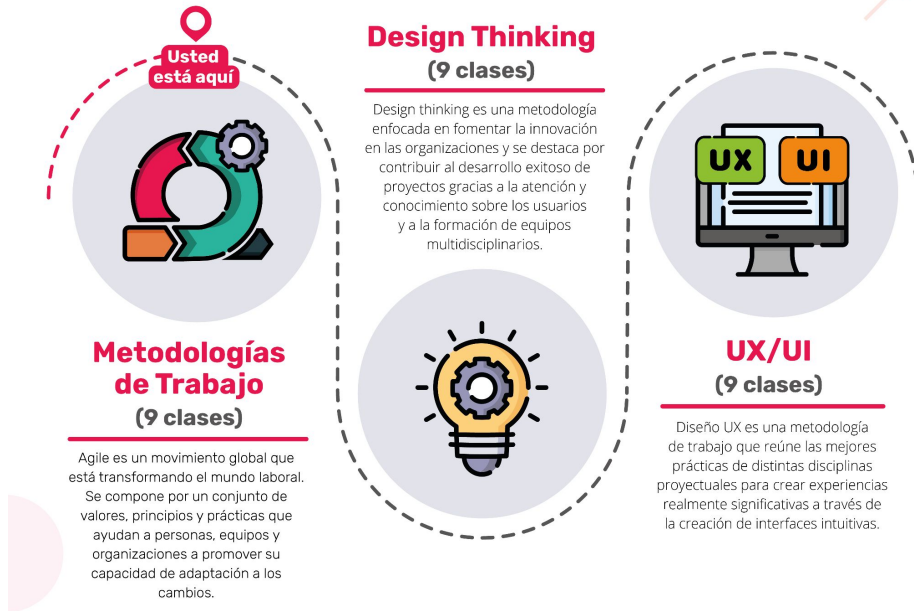 Usted
está aquí
Metodologías
de Trabajo
(9 clases)
Agile es un movimiento global que
está transformando el mundo laboral.
Se compone por un conjunto de
valores, principios y prácticas que
ayudan a personas, equipos y
organizaciones a promover su
capacidad de adaptación a los
cambios.
Design Thinking
(9 clases)
Design thinking es una metodología
enfocada en fomentar la innovación
en las organizaciones y se destaca por
contribuir al desarrollo exitoso de
proyectos gracias a la atención y
conocimiento sobre los usuarios
y a la formación de equipos
multidisciplinarios.
UX UI
UX/UI
(9 clases)
Diseño UX es una metodología
de trabajo que reúne las mejores
prácticas de distintas disciplinas
proyectuales para crear experiencias
realmente significativas a través de
la creación de interfaces intuitivas.